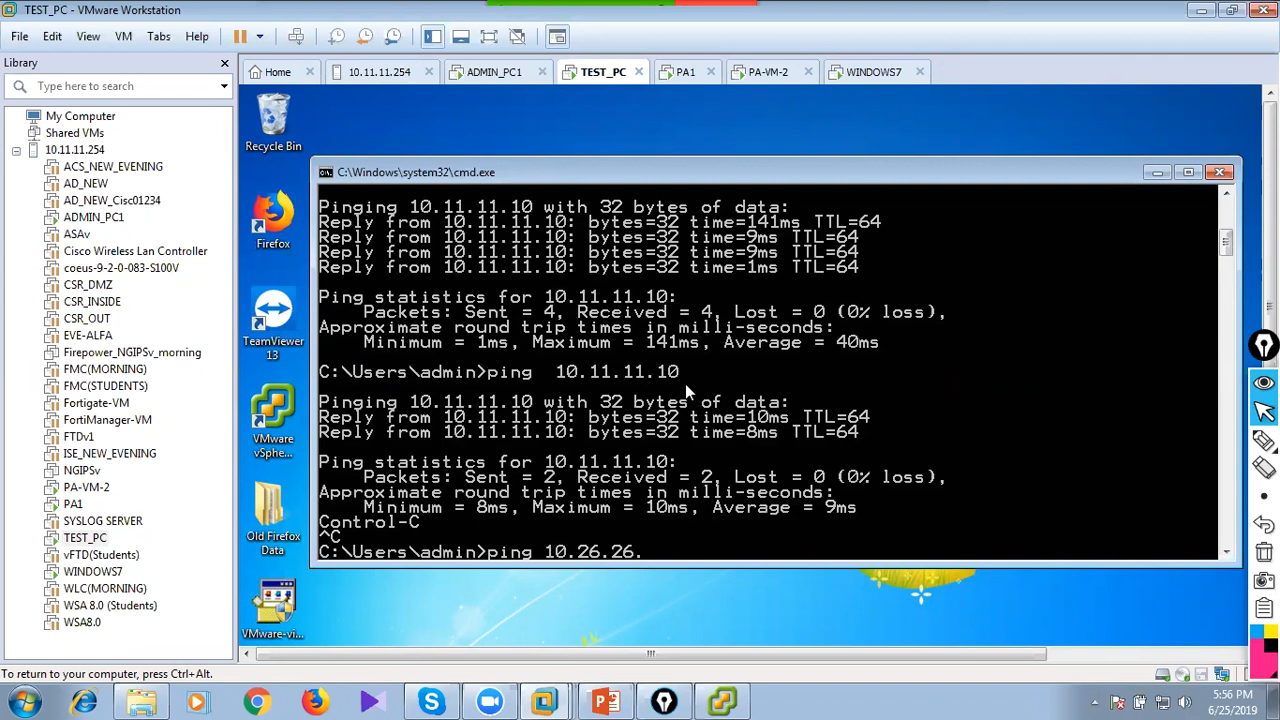 TEST_PC - VMware Workstation
File Edit View VM Tabs Help
Library
Type here to search
My Computer
Shared VMs
10.11.11.254
ACS_NEW_EVENING
AD_NEW
AD_NEW_Cisc01234
ADMIN_PC1
ASAv
Cisco Wireless Lan Controller
coeus-9-2-0-083-S100V
CSR_DMZ
CSR_INSIDE
CSR_OUT
EVE-ALFA
Firepower_NGIPSv_morning
FMC(MORNING)
FMC(STUDENTS)
Fortigate-VM
FortiManager-VM
FTDv1
ISE_NEW_EVENING
NGIPSv
PA-VM-2
PA1
SYSLOG SERVER
TEST_PC
vFTD(Students)
WINDOWS7
WLC(MORNING)
WSA 8.0 (Students)
WSA8.0
Home 10.11.11.254 ADMIN_PC1 TEST_PC PA1 PA-VM-2 WINDOWS7
Recycle Bin
Firefox
TeamViewer
13
VMware
vSphe...
Old Firefox
Data
VMware-vi...
C:\Windows\system32\cmd.exe
Pinging 10.11.11.10 with 32 bytes of data:
Reply from 10.11.11.10: bytes=32 time=141ms TTL=64
Reply from 10.11.11.10: bytes=32 time=9ms TTL=64
Reply from 10.11.11.10: bytes=32 time=9ms TTL=64
Reply from 10.11.11.10: bytes=32 time=1ms TTL=64
Ping statistics for 10.11.11.10:
Packets: Sent = 4, Received = 4, Lost = 0 (0% loss),
Approximate round trip times in milli-seconds:
Minimum = 1ms, Maximum = 141ms, Average = 40ms
C:\Users\admin>ping  10.11.11.10
Pinging 10.11.11.10 with 32 bytes of data:
Reply from 10.11.11.10: bytes=32 time=10ms TTL=64
Reply from 10.11.11.10: bytes=32 time=8ms TTL=64
Ping statistics for 10.11.11.10:
Packets: Sent = 2, Received = 2, Lost = 0 (0% loss),
Approximate round trip times in milli-seconds:
Minimum = 8ms, Maximum = 10ms, Average = 9ms
Control-C
^C
C:\Users\admin>ping 10.26.26.
To return to your computer, press Ctrl+Alt.
5:56 PM
6/25/2019